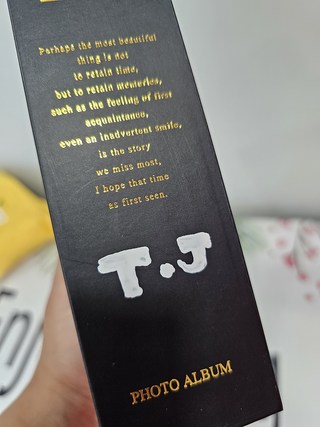 Perhaps the most beautiful
thing is not
to retain time,
but to retain memories,
such as the feeling of first
acquaintance,
even an inadvertent smile,
is the story
we miss most,
I hope that time
as first seen.
T.J
PHOTO ALBUM